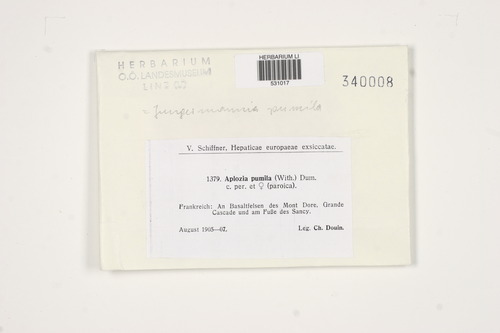 HERBARIUM
O.Ö. LANDESMUSEUM
LINZ
HERBARIUM LI
531017
340008
Jungermannia pumila
V. Schiffner, Hepaticae europaeae exsiccatae.
1379. Aplozia pumila (With.) Dum.
c. per. et ♀ (paroica).
Frankreich: An Basaltfelsen des Mont Dore, Grande
Cascade und am Fuße des Sancy.
August 1905—07. Leg. Ch. Douin.